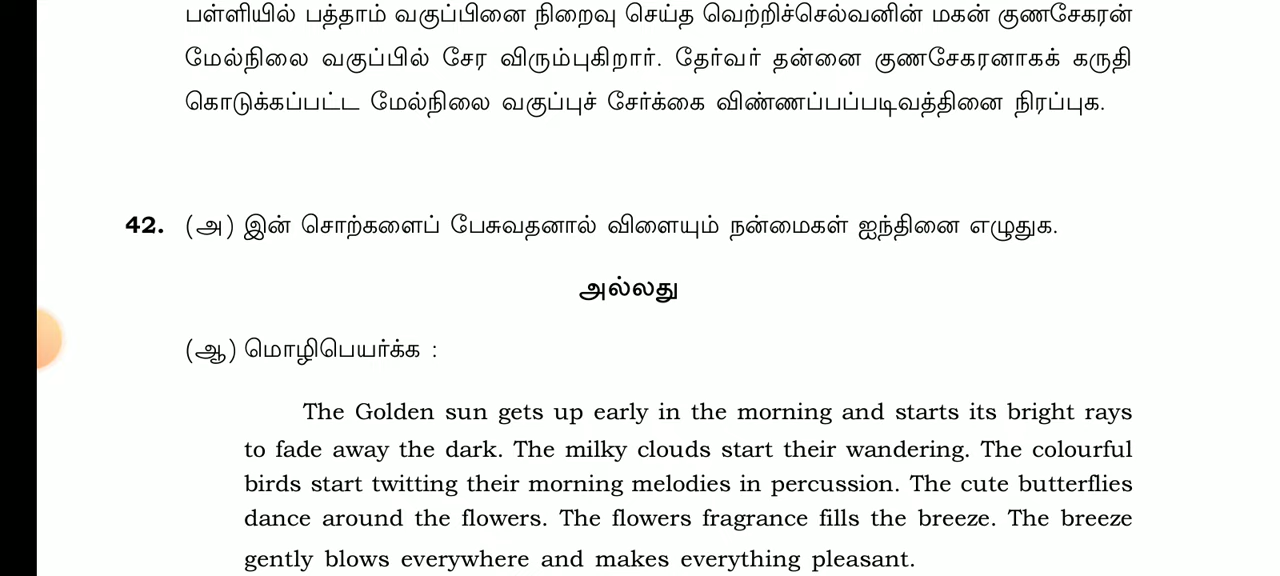 பள்ளியில் பத்தாம் வகுப்பினை நிறைவு செய்த வெற்றிச்செல்வனின் மகன் குணசேகரன்
மேல்நிலை வகுப்பில் சேர விரும்புகிறார். தேர்வர் தன்னை குணசேகரனாகக் கருதி
கொடுக்கப்பட்ட மேல்நிலை வகுப்புச் சேர்க்கை விண்ணப்பப்படிவத்தினை நிரப்புக.
42. (அ) இன் சொற்களைப் பேசுவதனால் விளையும் நன்மைகள் ஐந்தினை எழுதுக.
அல்லது
(ஆ) மொழிபெயர்க்க :
The Golden sun gets up early in the morning and starts its bright rays
to fade away the dark. The milky clouds start their wandering. The colourful
birds start twitting their morning melodies in percussion. The cute butterflies
dance around the flowers. The flowers fragrance fills the breeze. The breeze
gently blows everywhere and makes everything pleasant.